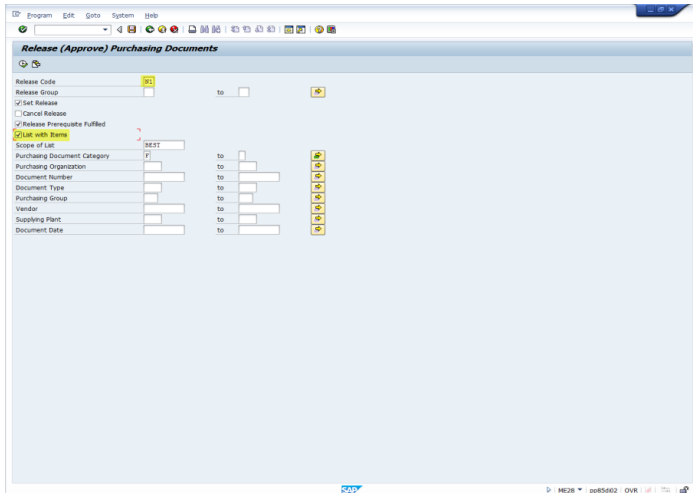 Program Edit Goto System Help
Release (Approve) Purchasing Documents
Release Code N1
Release Group to
Set Release
Cancel Release
Release Prerequisite Fulfilled
List with Items
Scope of List BEST
Purchasing Document Category F to
Purchasing Organization to
Document Number to
Document Type to
Purchasing Group to
Vendor to
Supplying Plant to
Document Date to
SAP ME28 pp85di02 OVR